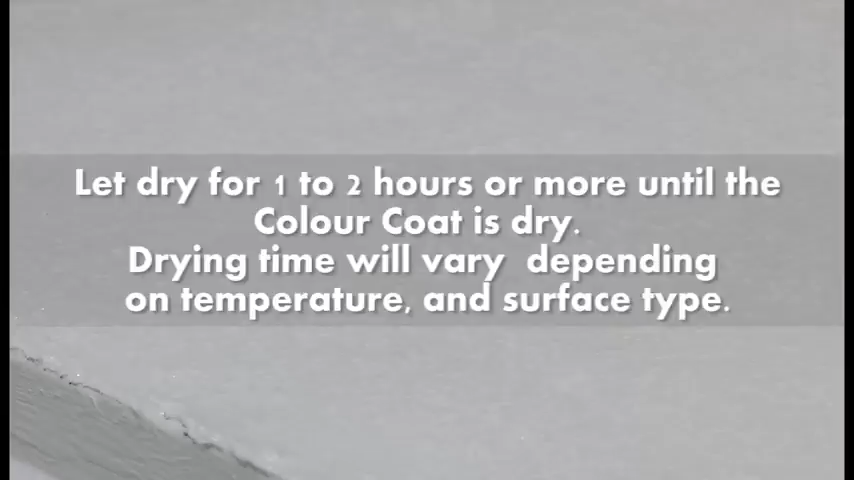 Let dry for 1 to 2 hours or more until the
Colour Coat is dry.
Drying time will vary  depending
on temperature, and surface type.